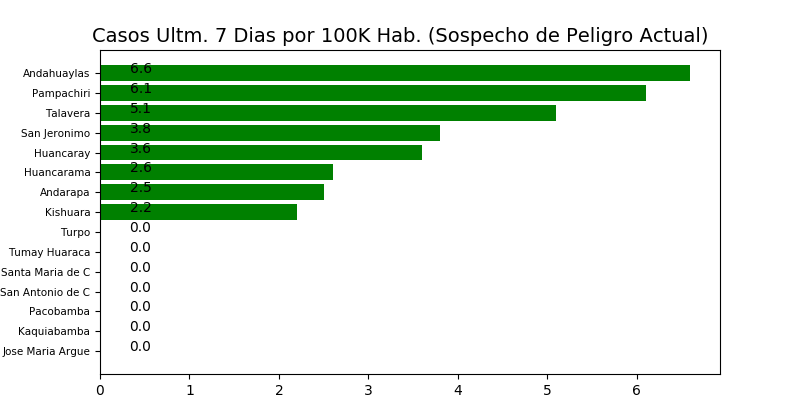 Casos Ultm. 7 Dias por 100K Hab. (Sospecho de Peligro Actual)
Andahuaylas 6.6
Pampachiri 6.1
Talavera 5.1
San Jeronimo 3.8
Huancaray 3.6
Huancarama 2.6
Andarapa 2.5
Kishuara 2.2
Turpo 0.0
Tumay Huaraca 0.0
Santa Maria de C 0.0
San Antonio de C 0.0
Pacobamba 0.0
Kaquiabamba 0.0
Jose Maria Argue 0.0
0 1 2 3 4 5 6